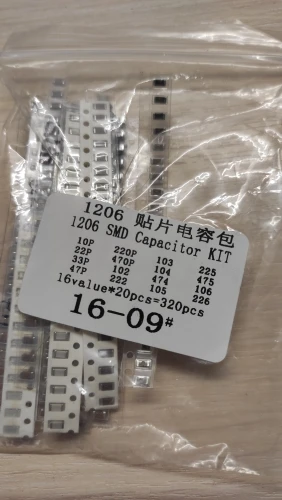 1206 贴片电容包
1206 SMD Capacitor KIT
10P 220P 103 225
22P 470P 104 475
33P 102 474 106
47P 222 105 226
16value*20pcs=320pcs
16-09#